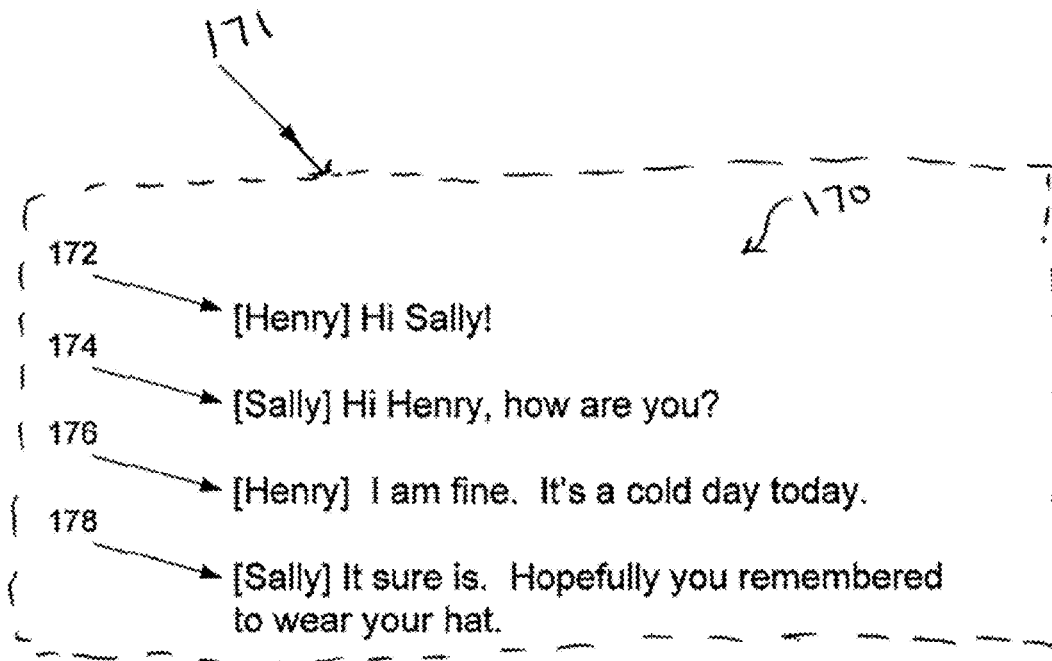 171
170
172
[Henry] Hi Sally!
174
[Sally] Hi Henry, how are you?
176
[Henry] I am fine. It's a cold day today.
178
[Sally] It sure is. Hopefully you remembered
to wear your hat.